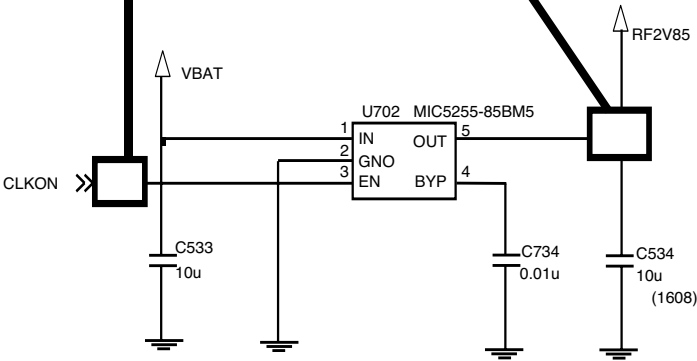 RF2V85
VBAT
U702 MIC5255-85BM5
1 IN OUT 5
2 GNO
3 EN BYP 4
CLKON
C533
10u
C734
0.01u
C534
10u
(1608)